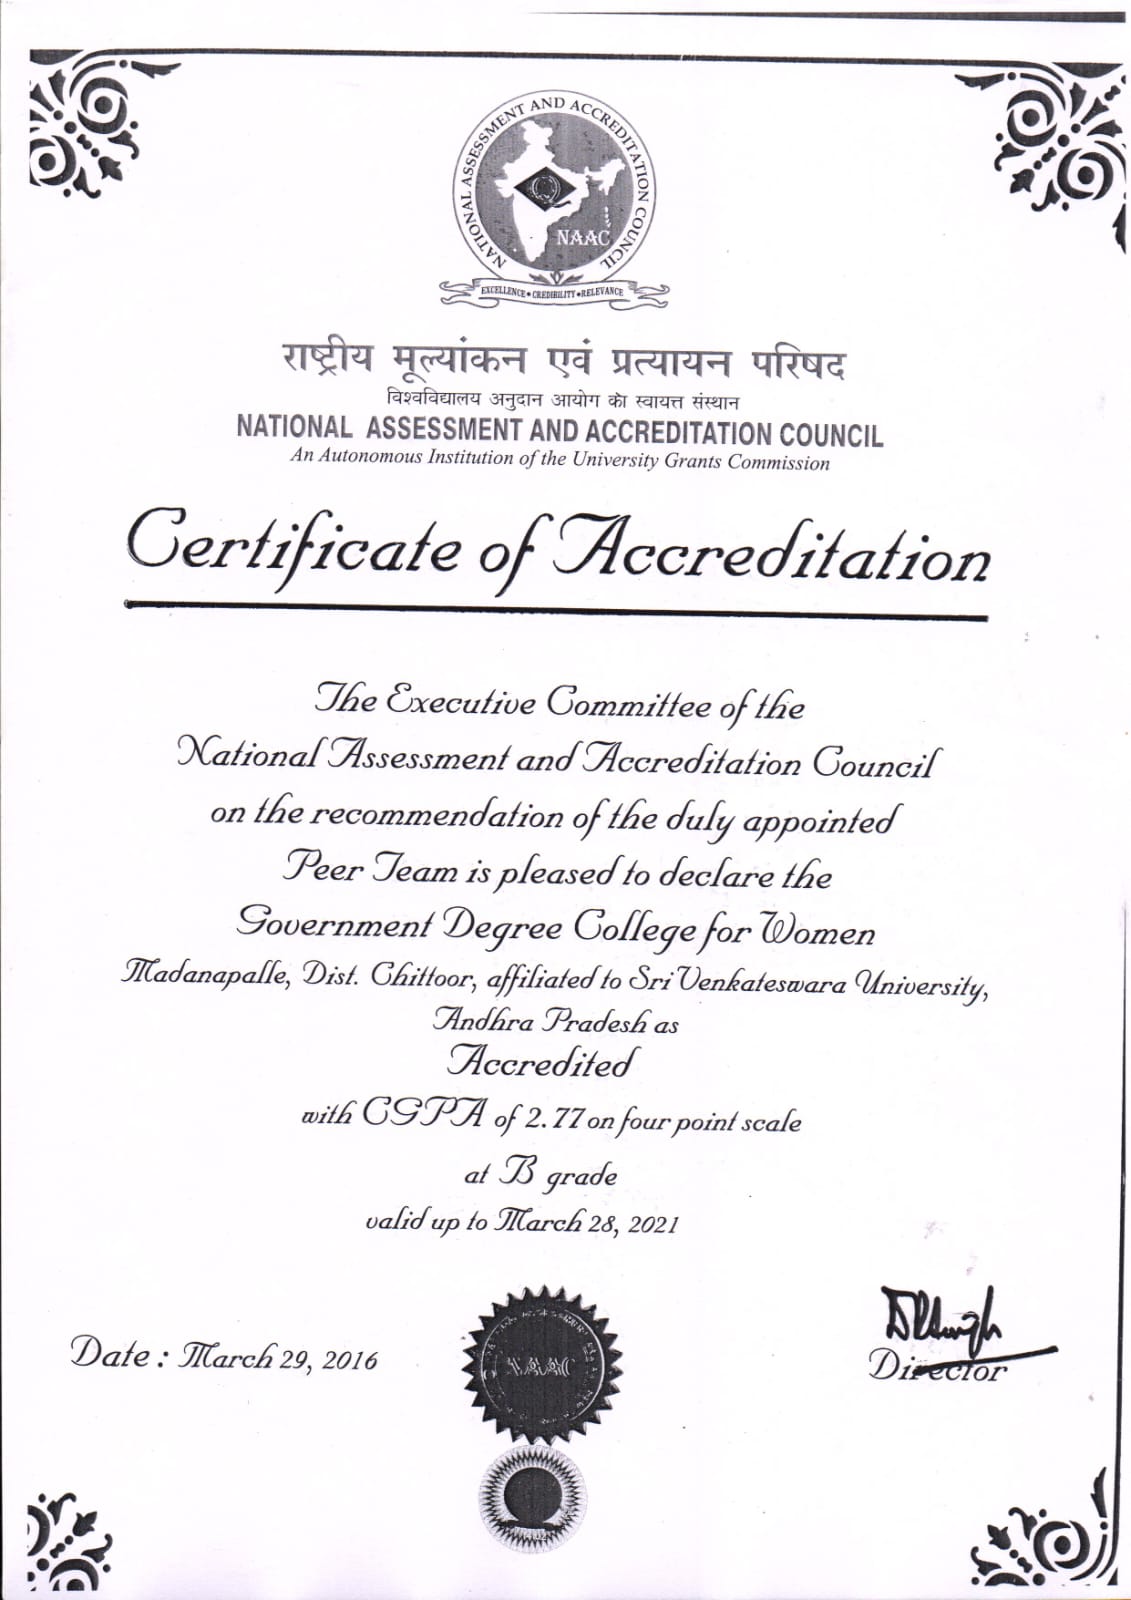 NATIONAL ASSESSMENT AND ACCREDITATION COUNCIL
NAAC
EXCELLENCE • CREDIBILITY • RELEVANCE
राष्ट्रीय मूल्यांकन एवं प्रत्यायन परिषद
विश्वविद्यालय अनुदान आयोग का स्वायत्त संस्थान
NATIONAL ASSESSMENT AND ACCREDITATION COUNCIL
An Autonomous Institution of the University Grants Commission
Certificate of Accreditation
The Executive Committee of the
National Assessment and Accreditation Council
on the recommendation of the duly appointed
Peer Team is pleased to declare the
Government Degree College for Women
Madanapalle, Dist. Chittoor, affiliated to Sri Venkateswara University,
Andhra Pradesh as
Accredited
with CGPA of 2.77 on four point scale
at B grade
valid up to March 28, 2021
Date : March 29, 2016
NAAC
Director